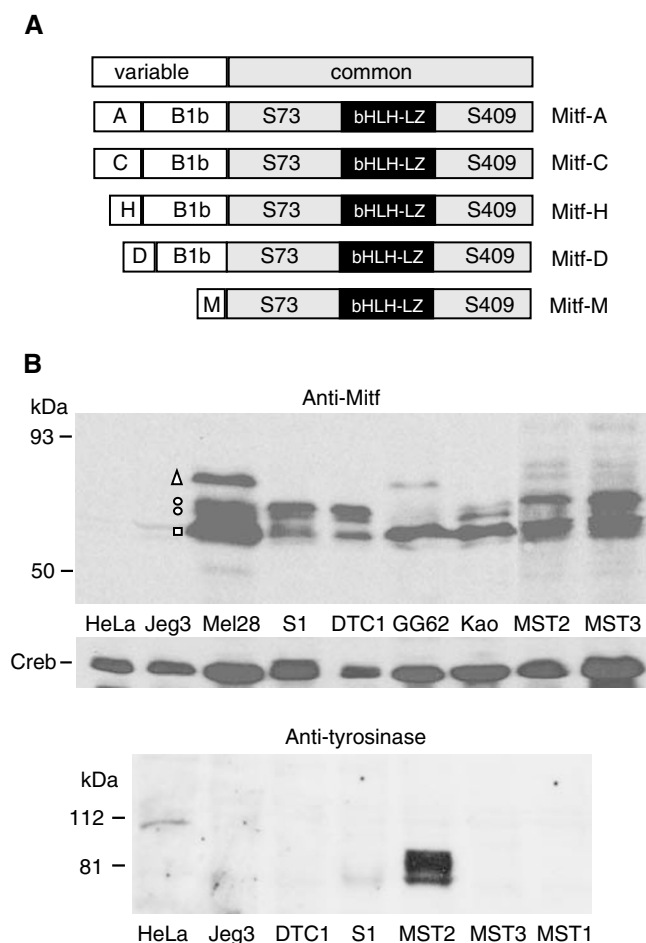 A
variable common
A B1b S73 bHLH-LZ S409 Mitf-A
C B1b S73 bHLH-LZ S409 Mitf-C
H B1b S73 bHLH-LZ S409 Mitf-H
D B1b S73 bHLH-LZ S409 Mitf-D
M S73 bHLH-LZ S409 Mitf-M
B
Anti-Mitf
kDa
93
50
HeLa Jeg3 Mel28 S1 DTC1 GG62 Kao MST2 MST3
Creb
Anti-tyrosinase
kDa
112
81
HeLa Jeg3 DTC1 S1 MST2 MST3 MST1